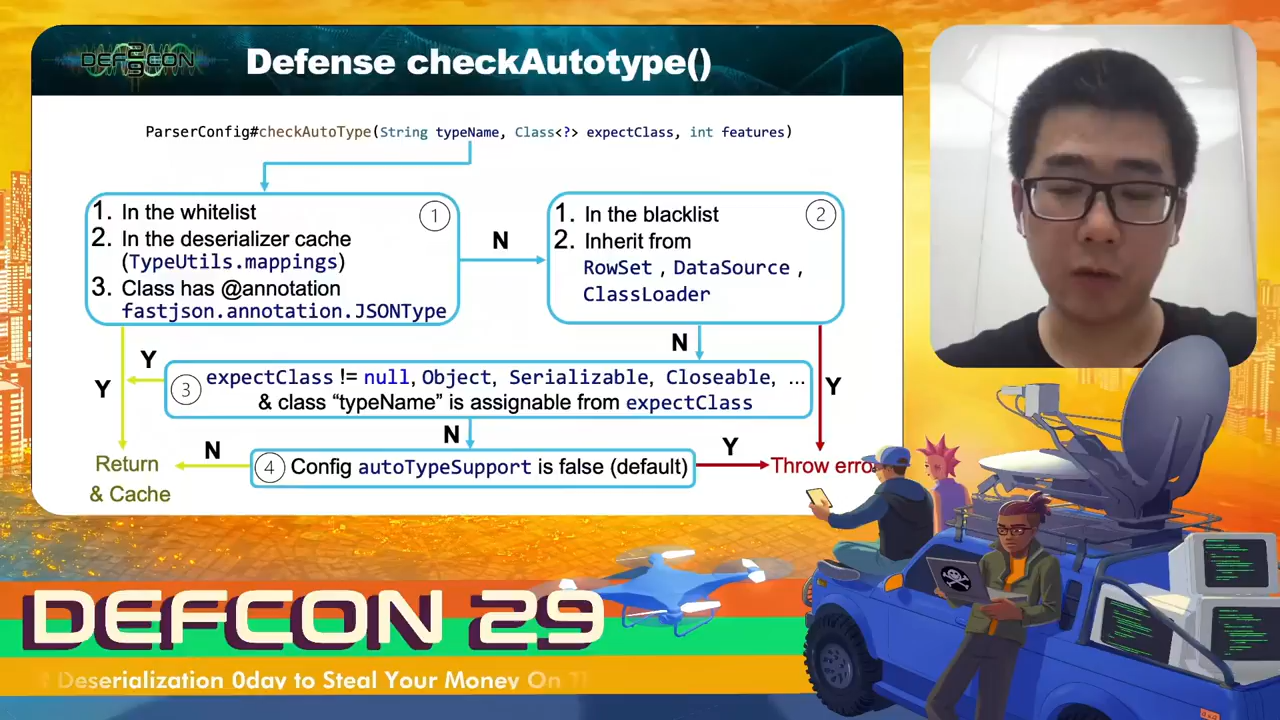 DEFCON
29
Defense checkAutotype()
ParserConfig#checkAutoType(String typeName, Class<?> expectClass, int features)
1. In the whitelist
2. In the deserializer cache
(TypeUtils.mappings)
3. Class has @annotation
fastjson.annotation.JSONType
1
N
1. In the blacklist
2. Inherit from
RowSet , DataSource ,
ClassLoader
2
N
Y
Y
Y
3
expectClass != null, Object, Serializable, Closeable, ...
& class “typeName” is assignable from expectClass
N
N
Y
4
Config autoTypeSupport is false (default)
Return
& Cache
Throw erro
DEFCON 29
Deserialization 0day to Steal Your Money On